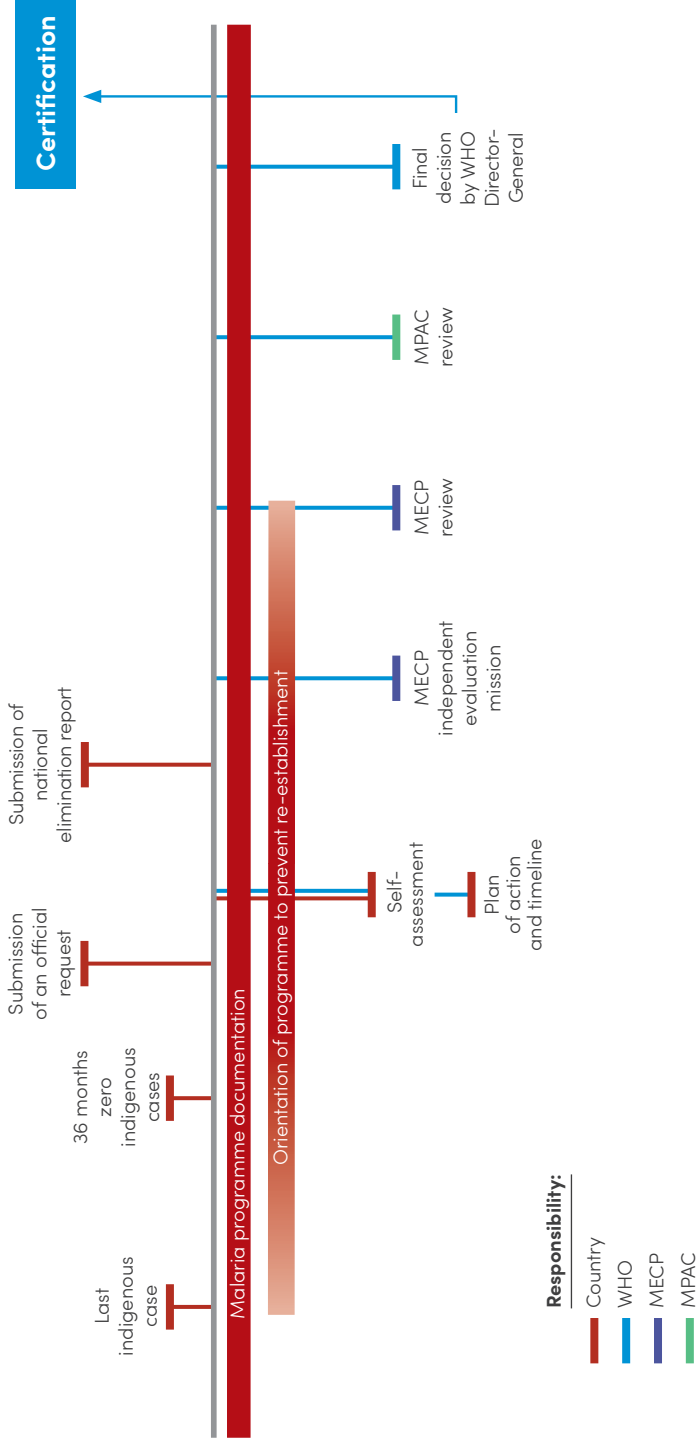 Certification
Last
indigenous
case
36 months
zero
indigenous
cases
Submission
of an official
request
Submission of
national
elimination report
Malaria programme documentation
Orientation of programme to prevent re-establishment
Self-
assessment
Plan
of action
and timeline
MECP
independent
evaluation
mission
MECP
review
MPAC
review
Final
decision
by WHO
Director-
General
Responsibility:
Country
WHO
MECP
MPAC